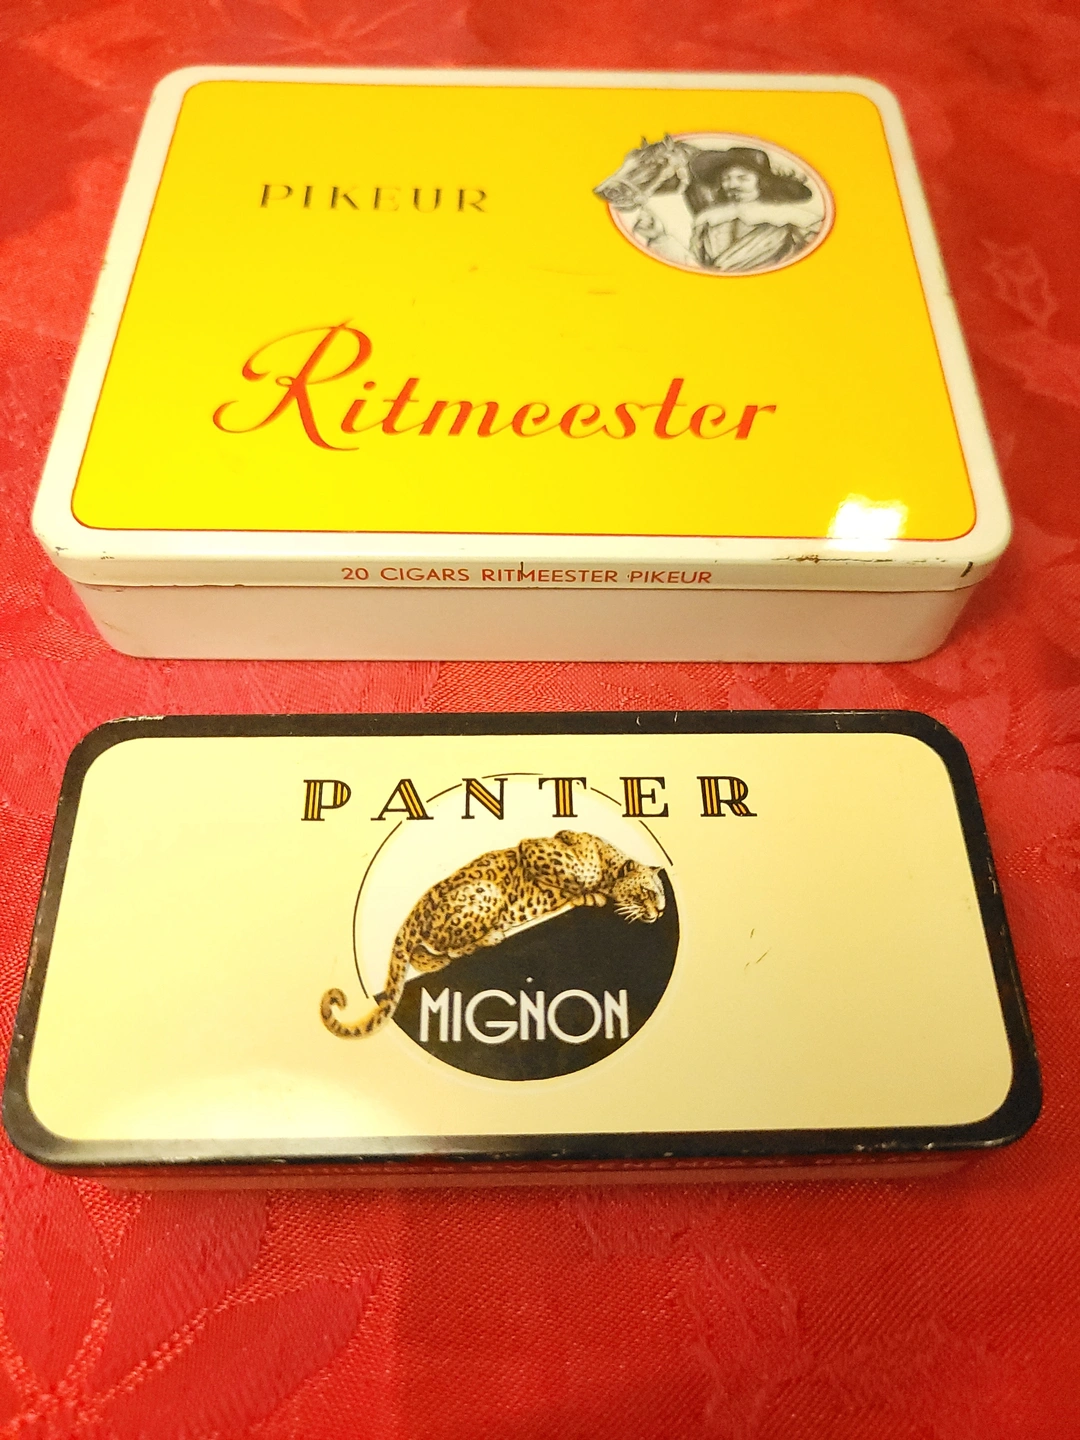 PIKEUR
Ritmeester
20 CIGARS RITMEESTER PIKEUR
PANTER
MIGNON